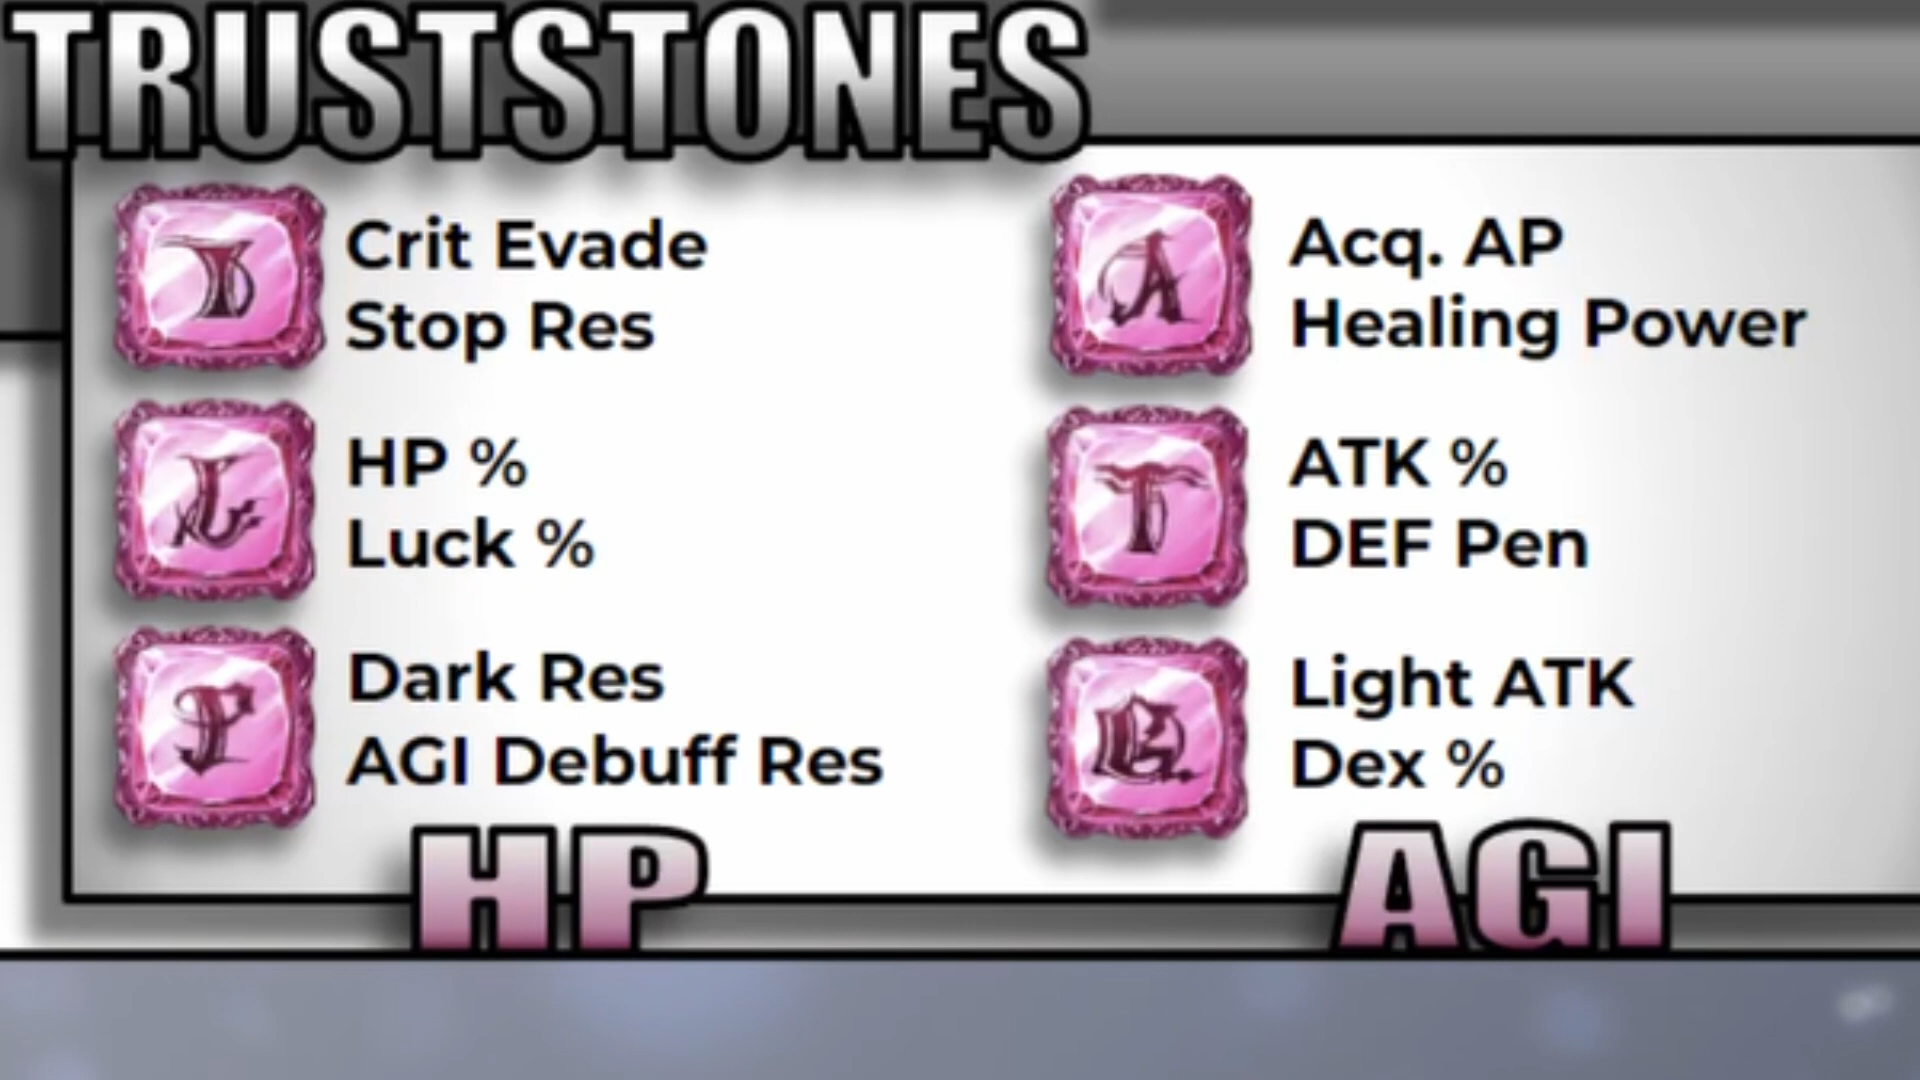 TRUSTSTONES
I
Crit Evade
Stop Res
L
HP %
Luck %
Dark Res
AGI Debuff Res
HP
A
Acq. AP
Healing Power
T
ATK %
DEF Pen
Light ATK
Dex %
AGI